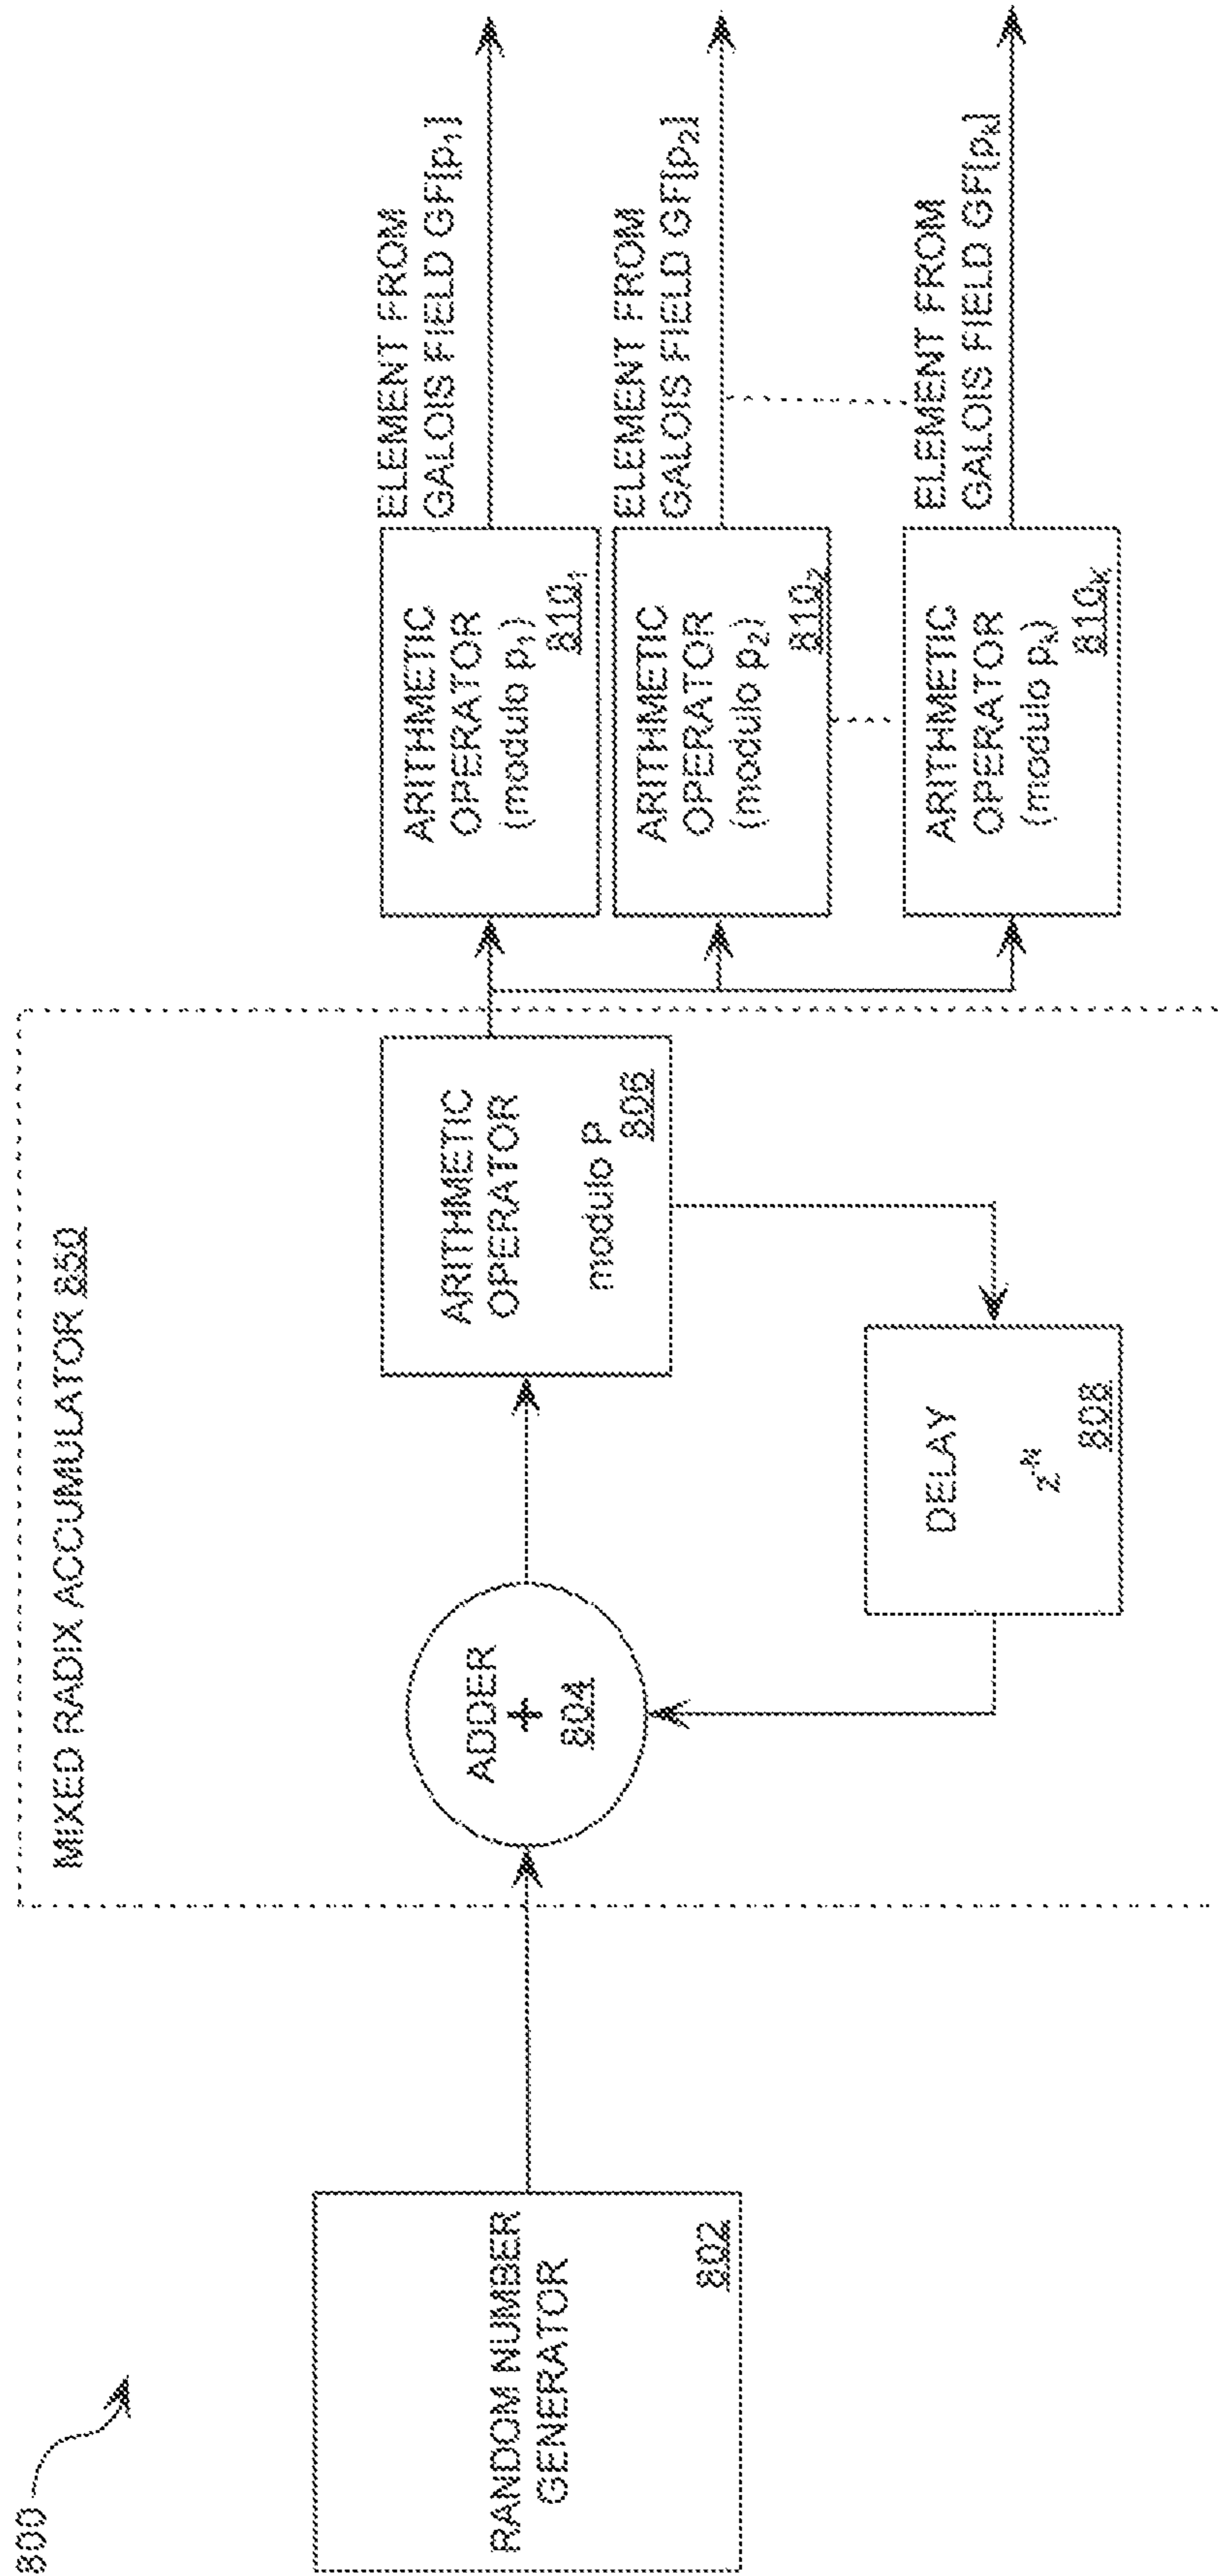 800
RANDOM NUMBER
GENERATOR
802
MIXED RADIX ACCUMULATOR 850
ADDER
+
804
ARITHMETIC
OPERATOR
modulo P
806
DELAY
z⁻ᴺ
808
ARITHMETIC
OPERATOR
(modulo p₁)
810₁
ELEMENT FROM
GALOIS FIELD GF[p₁]
ARITHMETIC
OPERATOR
(modulo p₂)
810₂
ELEMENT FROM
GALOIS FIELD GF[p₂]
ARITHMETIC
OPERATOR
(modulo pₖ)
810ₖ
ELEMENT FROM
GALOIS FIELD GF[pₖ]